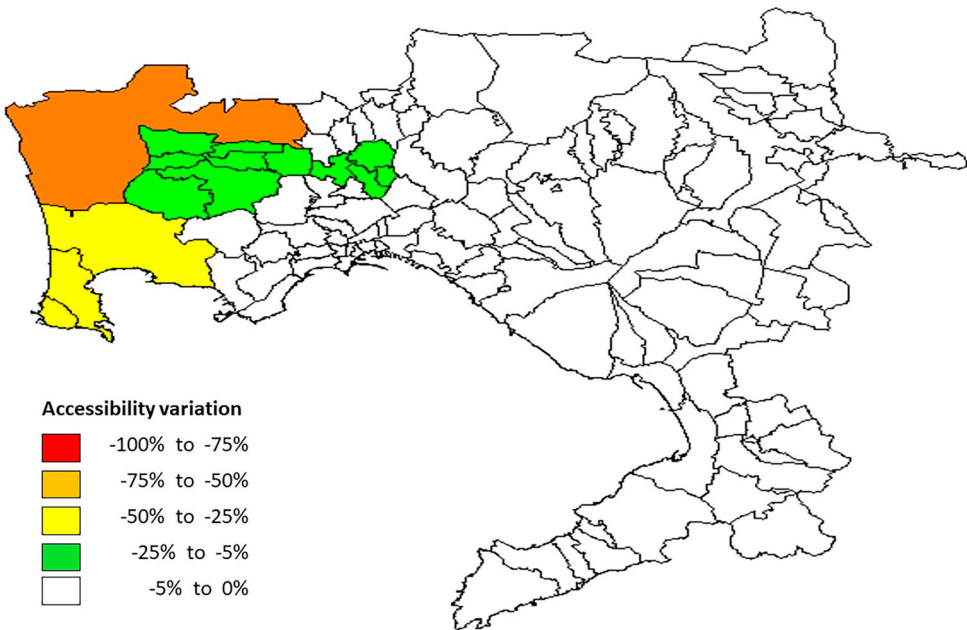 Accessibility variation
-100% to -75%
-75% to -50%
-50% to -25%
-25% to -5%
-5% to 0%